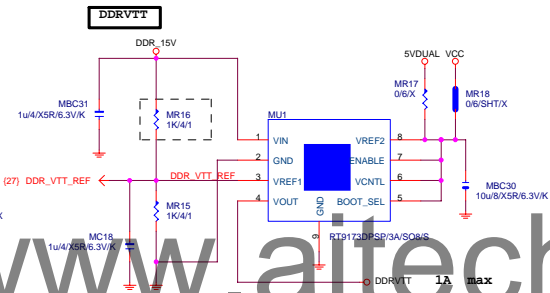 DDRVTT
DDR_15V
5VDUAL VCC
MBC31
1u/4/X5R/6.3V/K
MR16
1K/4/1
MR17
0/6/X
MR18
0/6/SHT/X
MU1
1 VIN VREF2 8
2 GND ENABLE 7
3 VREF1 VCNTL 6
4 VOUT BOOT_SEL 5
GND
9
{27} DDR_VTT_REF
DDR_VTT_REF
MBC30
10u/8/X5R/6.3V/K
MR15
1K/4/1
MC18
1u/4/X5R/6.3V/K
X
RT9173DPSP/3A/SO8/S
DDRVTT 1A max
www.aitech